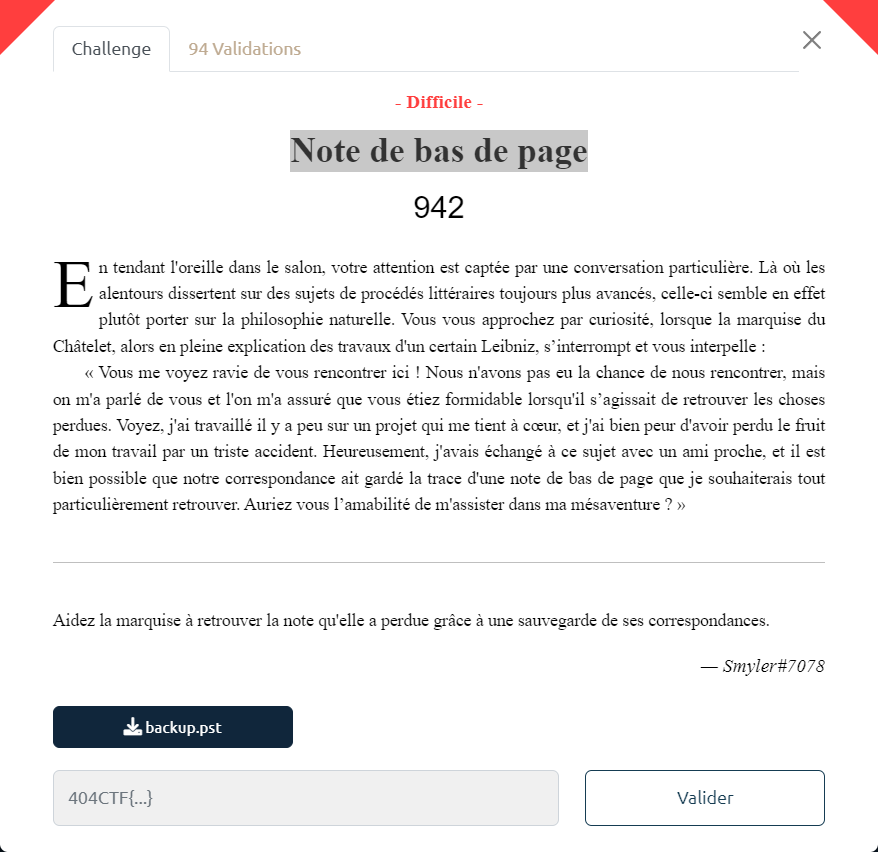 Challenge
94 Validations
- Difficile -
Note de bas de page
942
En tendant l'oreille dans le salon, votre attention est captée par une conversation particulière. Là où les
alentours dissertent sur des sujets de procédés littéraires toujours plus avancés, celle-ci semble en effet
plutôt porter sur la philosophie naturelle. Vous vous approchez par curiosité, lorsque la marquise du
Châtelet, alors en pleine explication des travaux d'un certain Leibniz, s’interrompt et vous interpelle :
« Vous me voyez ravie de vous rencontrer ici ! Nous n'avons pas eu la chance de nous rencontrer, mais
on m'a parlé de vous et l'on m'a assuré que vous étiez formidable lorsqu'il s’agissait de retrouver les choses
perdues. Voyez, j'ai travaillé il y a peu sur un projet qui me tient à cœur, et j'ai bien peur d'avoir perdu le fruit
de mon travail par un triste accident. Heureusement, j'avais échangé à ce sujet avec un ami proche, et il est
bien possible que notre correspondance ait gardé la trace d'une note de bas de page que je souhaiterais tout
particulièrement retrouver. Auriez vous l’amabilité de m'assister dans ma mésaventure ? »
Aidez la marquise à retrouver la note qu'elle a perdue grâce à une sauvegarde de ses correspondances.
— Smyler#7078
backup.pst
404CTF{...}
Valider